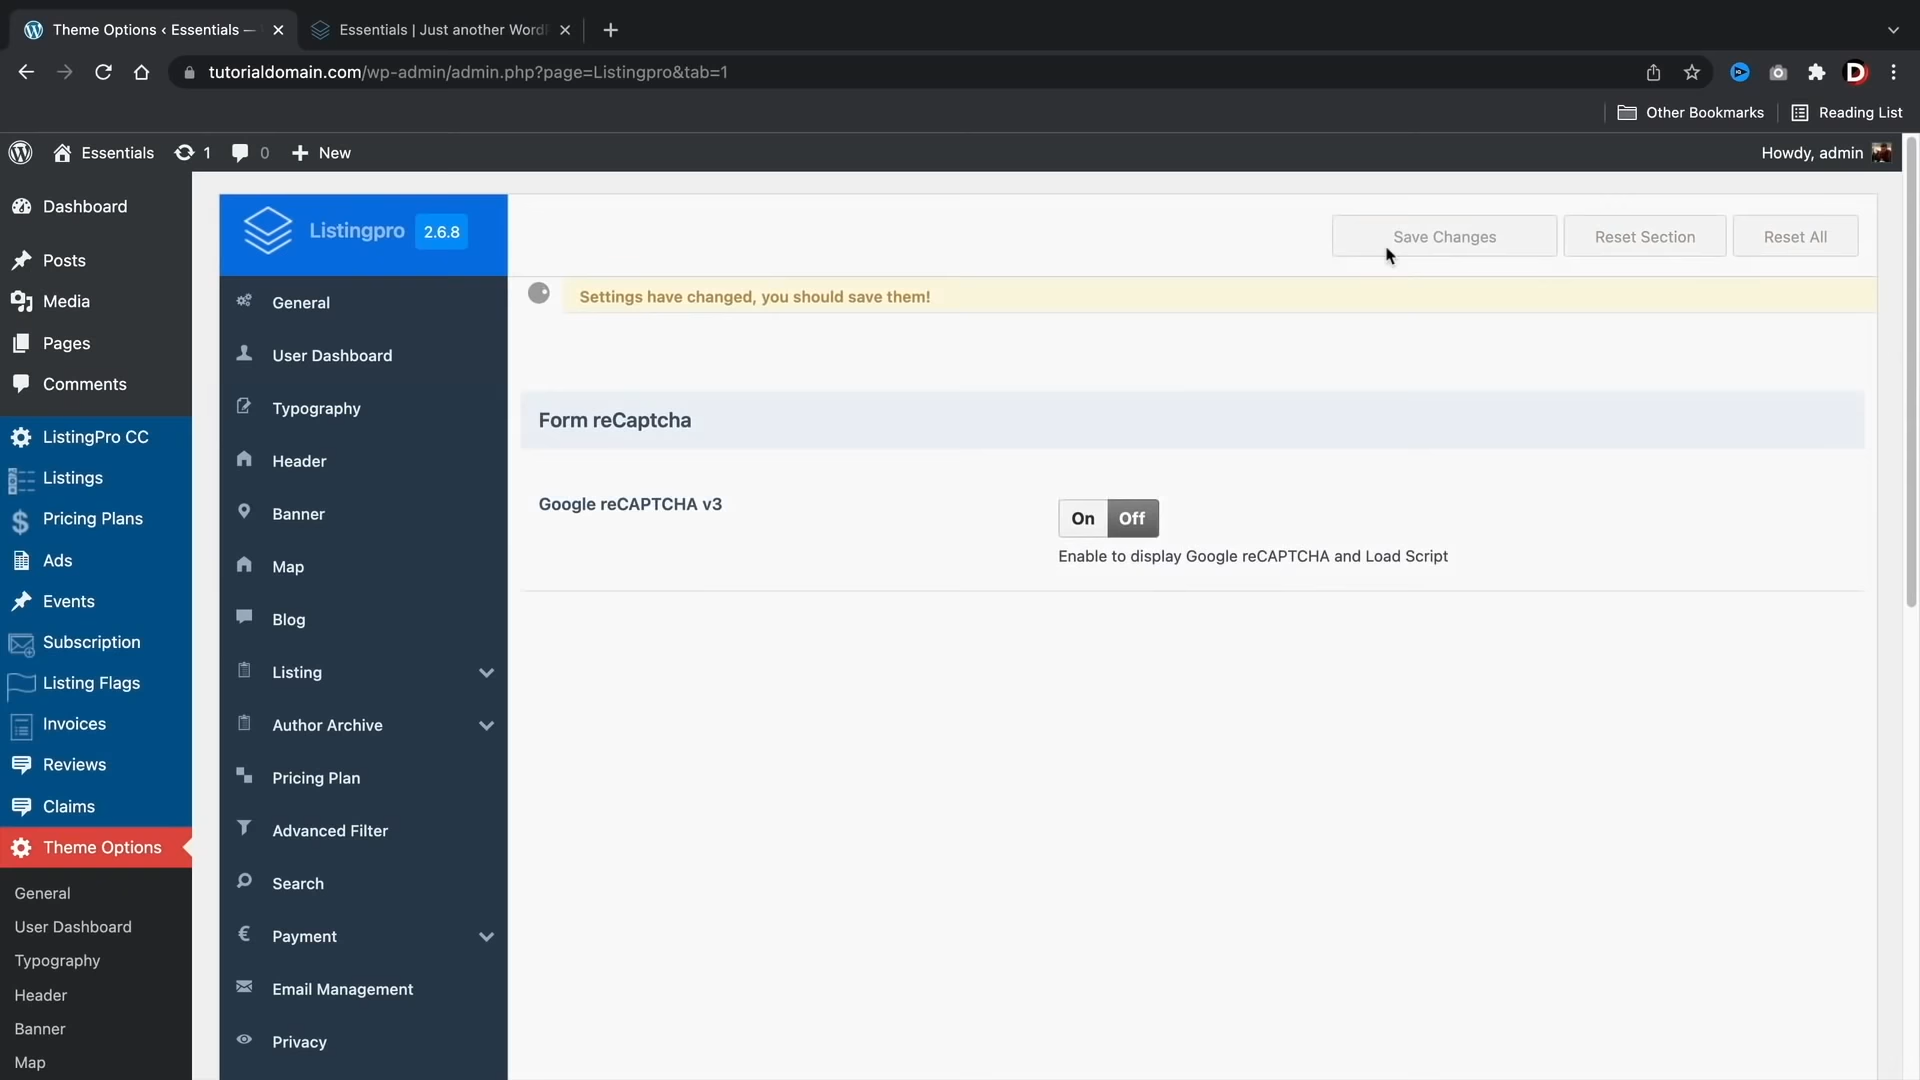 Theme Options ‹ Essentials —
Essentials | Just another Word
tutorialdomain.com/wp-admin/admin.php?page=Listingpro&tab=1
Other Bookmarks
Reading List
Essentials
1
0
New
Howdy, admin
Dashboard
Posts
Media
Pages
Comments
ListingPro CC
Listings
Pricing Plans
Ads
Events
Subscription
Listing Flags
Invoices
Reviews
Claims
Theme Options
General
User Dashboard
Typography
Header
Banner
Map
Listingpro 2.6.8
General
User Dashboard
Typography
Header
Banner
Map
Blog
Listing
Author Archive
Pricing Plan
Advanced Filter
Search
Payment
Email Management
Privacy
Save Changes
Reset Section
Reset All
Settings have changed, you should save them!
Form reCaptcha
Google reCAPTCHA v3
On Off
Enable to display Google reCAPTCHA and Load Script